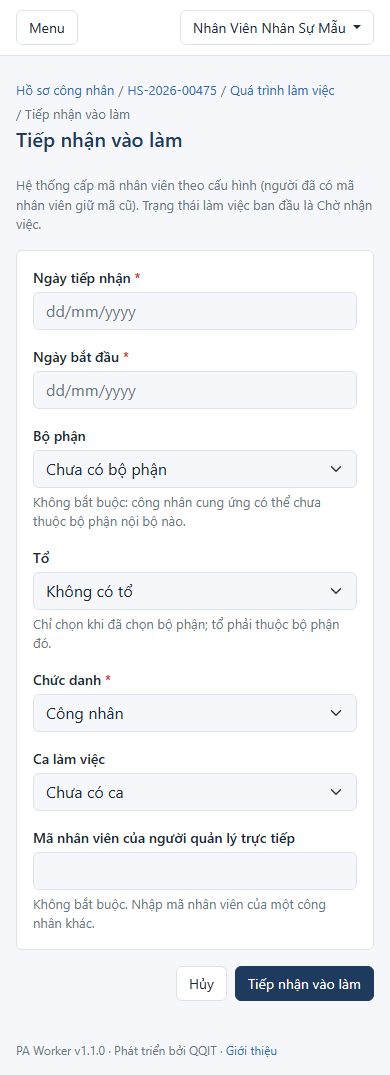 Menu
Nhân Viên Nhân Sự Mẫu
Hồ sơ công nhân / HS-2026-00475 / Quá trình làm việc
/ Tiếp nhận vào làm
Tiếp nhận vào làm
Hệ thống cấp mã nhân viên theo cấu hình (người đã có mã
nhân viên giữ mã cũ). Trạng thái làm việc ban đầu là Chờ nhận
việc.
Ngày tiếp nhận *
dd/mm/yyyy
Ngày bắt đầu *
dd/mm/yyyy
Bộ phận
Chưa có bộ phận
Không bắt buộc: công nhân cung ứng có thể chưa
thuộc bộ phận nội bộ nào.
Tổ
Không có tổ
Chỉ chọn khi đã chọn bộ phận; tổ phải thuộc bộ phận
đó.
Chức danh *
Công nhân
Ca làm việc
Chưa có ca
Mã nhân viên của người quản lý trực tiếp
Không bắt buộc. Nhập mã nhân viên của một công
nhân khác.
Hủy
Tiếp nhận vào làm
PA Worker v1.1.0 · Phát triển bởi QQIT · Giới thiệu